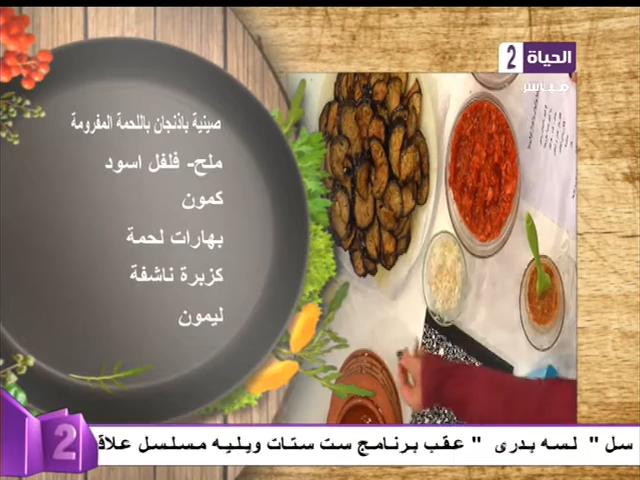 الحياة 2
مباشر
صينية باذنجان باللحمة المفرومة
ملح- فلفل اسود
كمون
بهارات لحمة
كزبرة ناشفة
ليمون
2
سل " لسه بدرى " عقب برنامج ست ستات ويليه مسلسل علاق